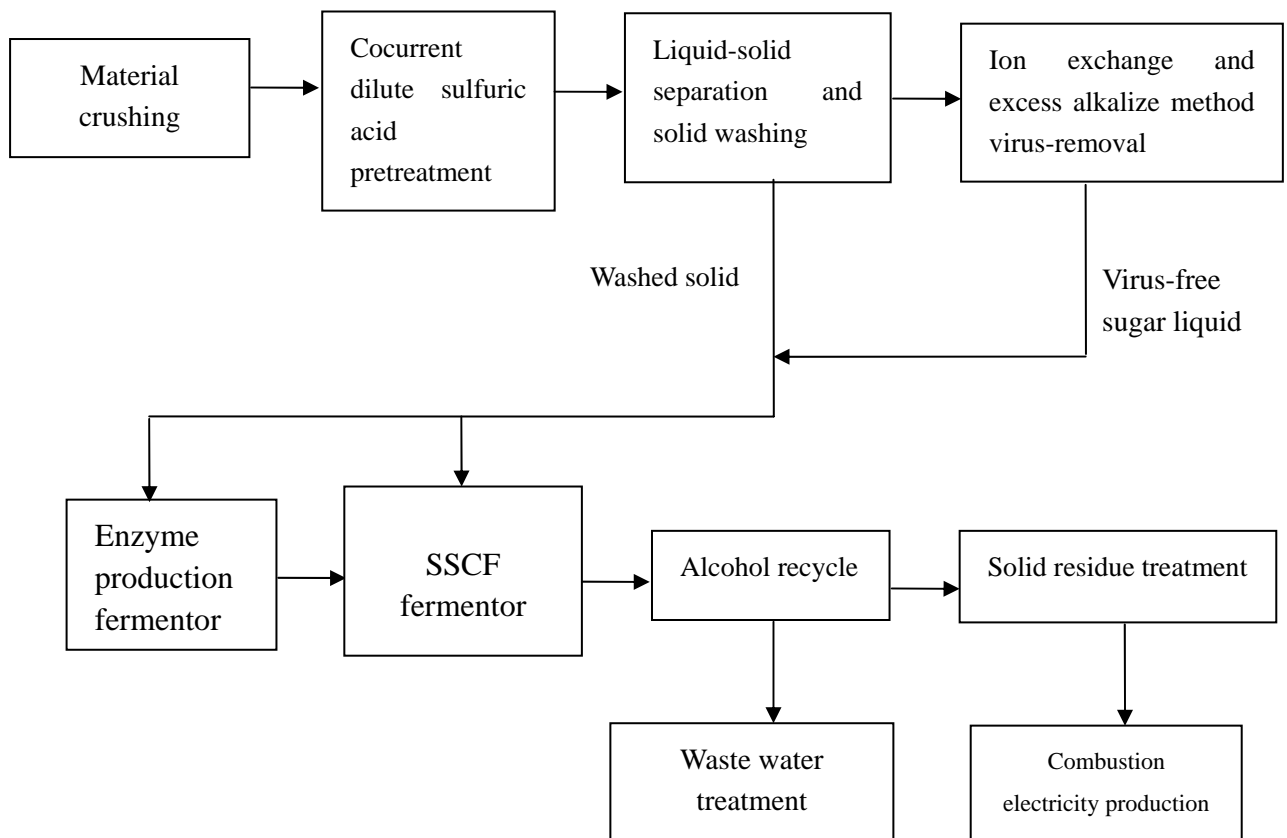 Material
crushing
Cocurrent
dilute sulfuric
acid
pretreatment
Liquid-solid
separation and
solid washing
Ion exchange and
excess alkalize method
virus-removal
Washed solid
Virus-free
sugar liquid
Enzyme
production
fermentor
SSCF
fermentor
Alcohol recycle
Solid residue treatment
Waste water
treatment
Combustion
electricity production